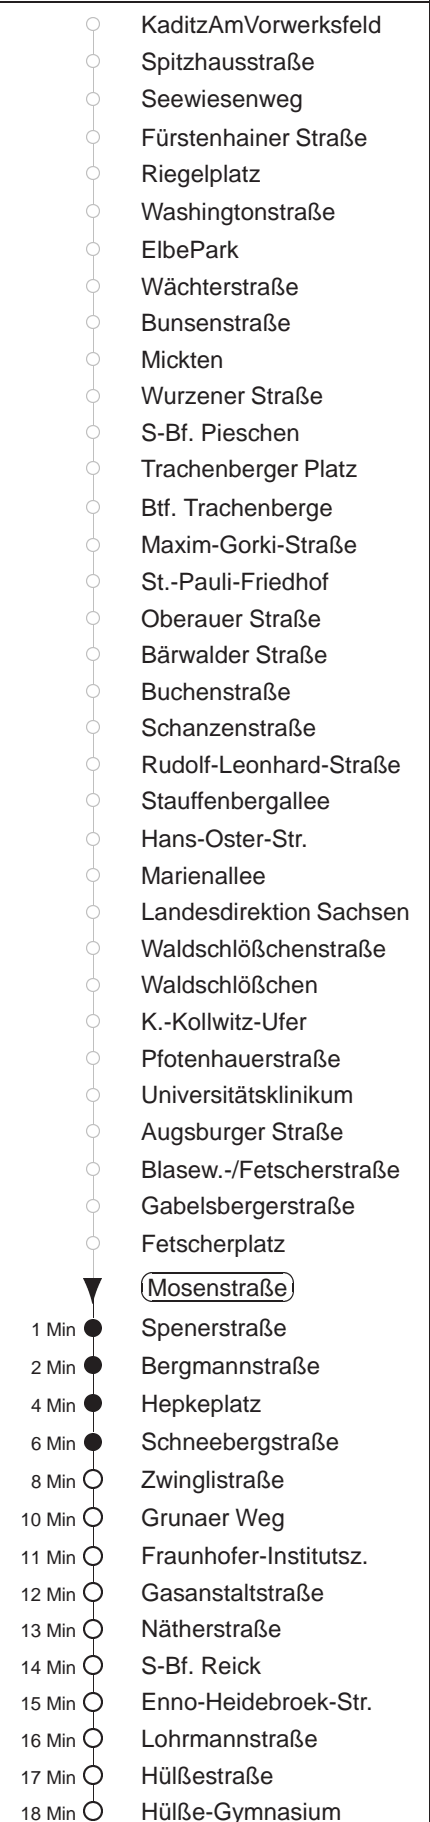 KaditzAmVorwerksfeld
Spitzhausstraße
Seewiesenweg
Fürstenhainer Straße
Riegelplatz
Washingtonstraße
ElbePark
Wächterstraße
Bunsenstraße
Mickten
Wurzener Straße
S-Bf. Pieschen
Trachenberger Platz
Btf. Trachenberge
Maxim-Gorki-Straße
St.-Pauli-Friedhof
Oberauer Straße
Bärwalder Straße
Buchenstraße
Schanzenstraße
Rudolf-Leonhard-Straße
Stauffenbergallee
Hans-Oster-Str.
Marienallee
Landesdirektion Sachsen
Waldschlößchenstraße
Waldschlößchen
K.-Kollwitz-Ufer
Pfotenhauerstraße
Universitätsklinikum
Augsburger Straße
Blasew.-/Fetscherstraße
Gabelsbergerstraße
Fetscherplatz
Mosenstraße
1 Min Spenerstraße
2 Min Bergmannstraße
4 Min Hepkeplatz
6 Min Schneebergstraße
8 Min Zwinglistraße
10 Min Grunaer Weg
11 Min Fraunhofer-Institutsz.
12 Min Gasanstaltstraße
13 Min Nätherstraße
14 Min S-Bf. Reick
15 Min Enno-Heidebroek-Str.
16 Min Lohrmannstraße
17 Min Hülßestraße
18 Min Hülße-Gymnasium